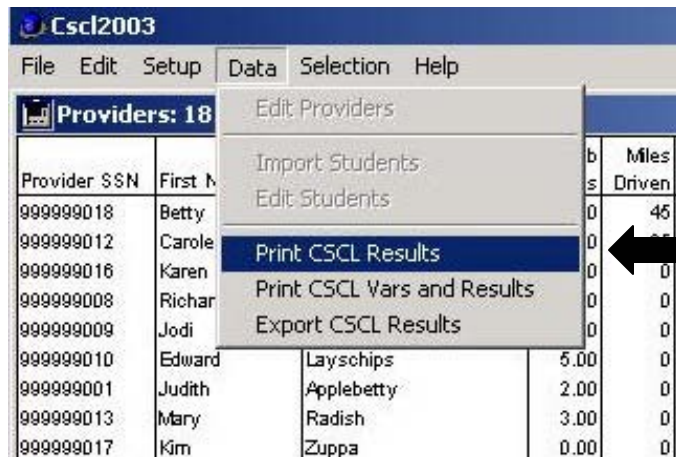 Cscl2003
File Edit Setup Data Selection Help
Providers: 18
Edit Providers
Import Students
Edit Students
Print CSCL Results
Print CSCL Vars and Results
Export CSCL Results
b Miles
Provider SSN First N s Driven
999999018 Betty 0 45
999999012 Carole 0
999999016 Karen 0 0
999999008 Richar 0 0
999999009 Jodi 0 0
999999010 Edward Layschips 5.00 0
999999001 Judith Applebetty 2.00 0
999999013 Mary Radish 3.00 0
999999017 Kim Zuppa 0.00 0